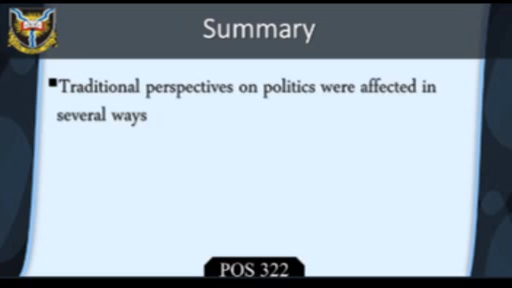 Summary
▪Traditional perspectives on politics were affected in
several ways
POS 322